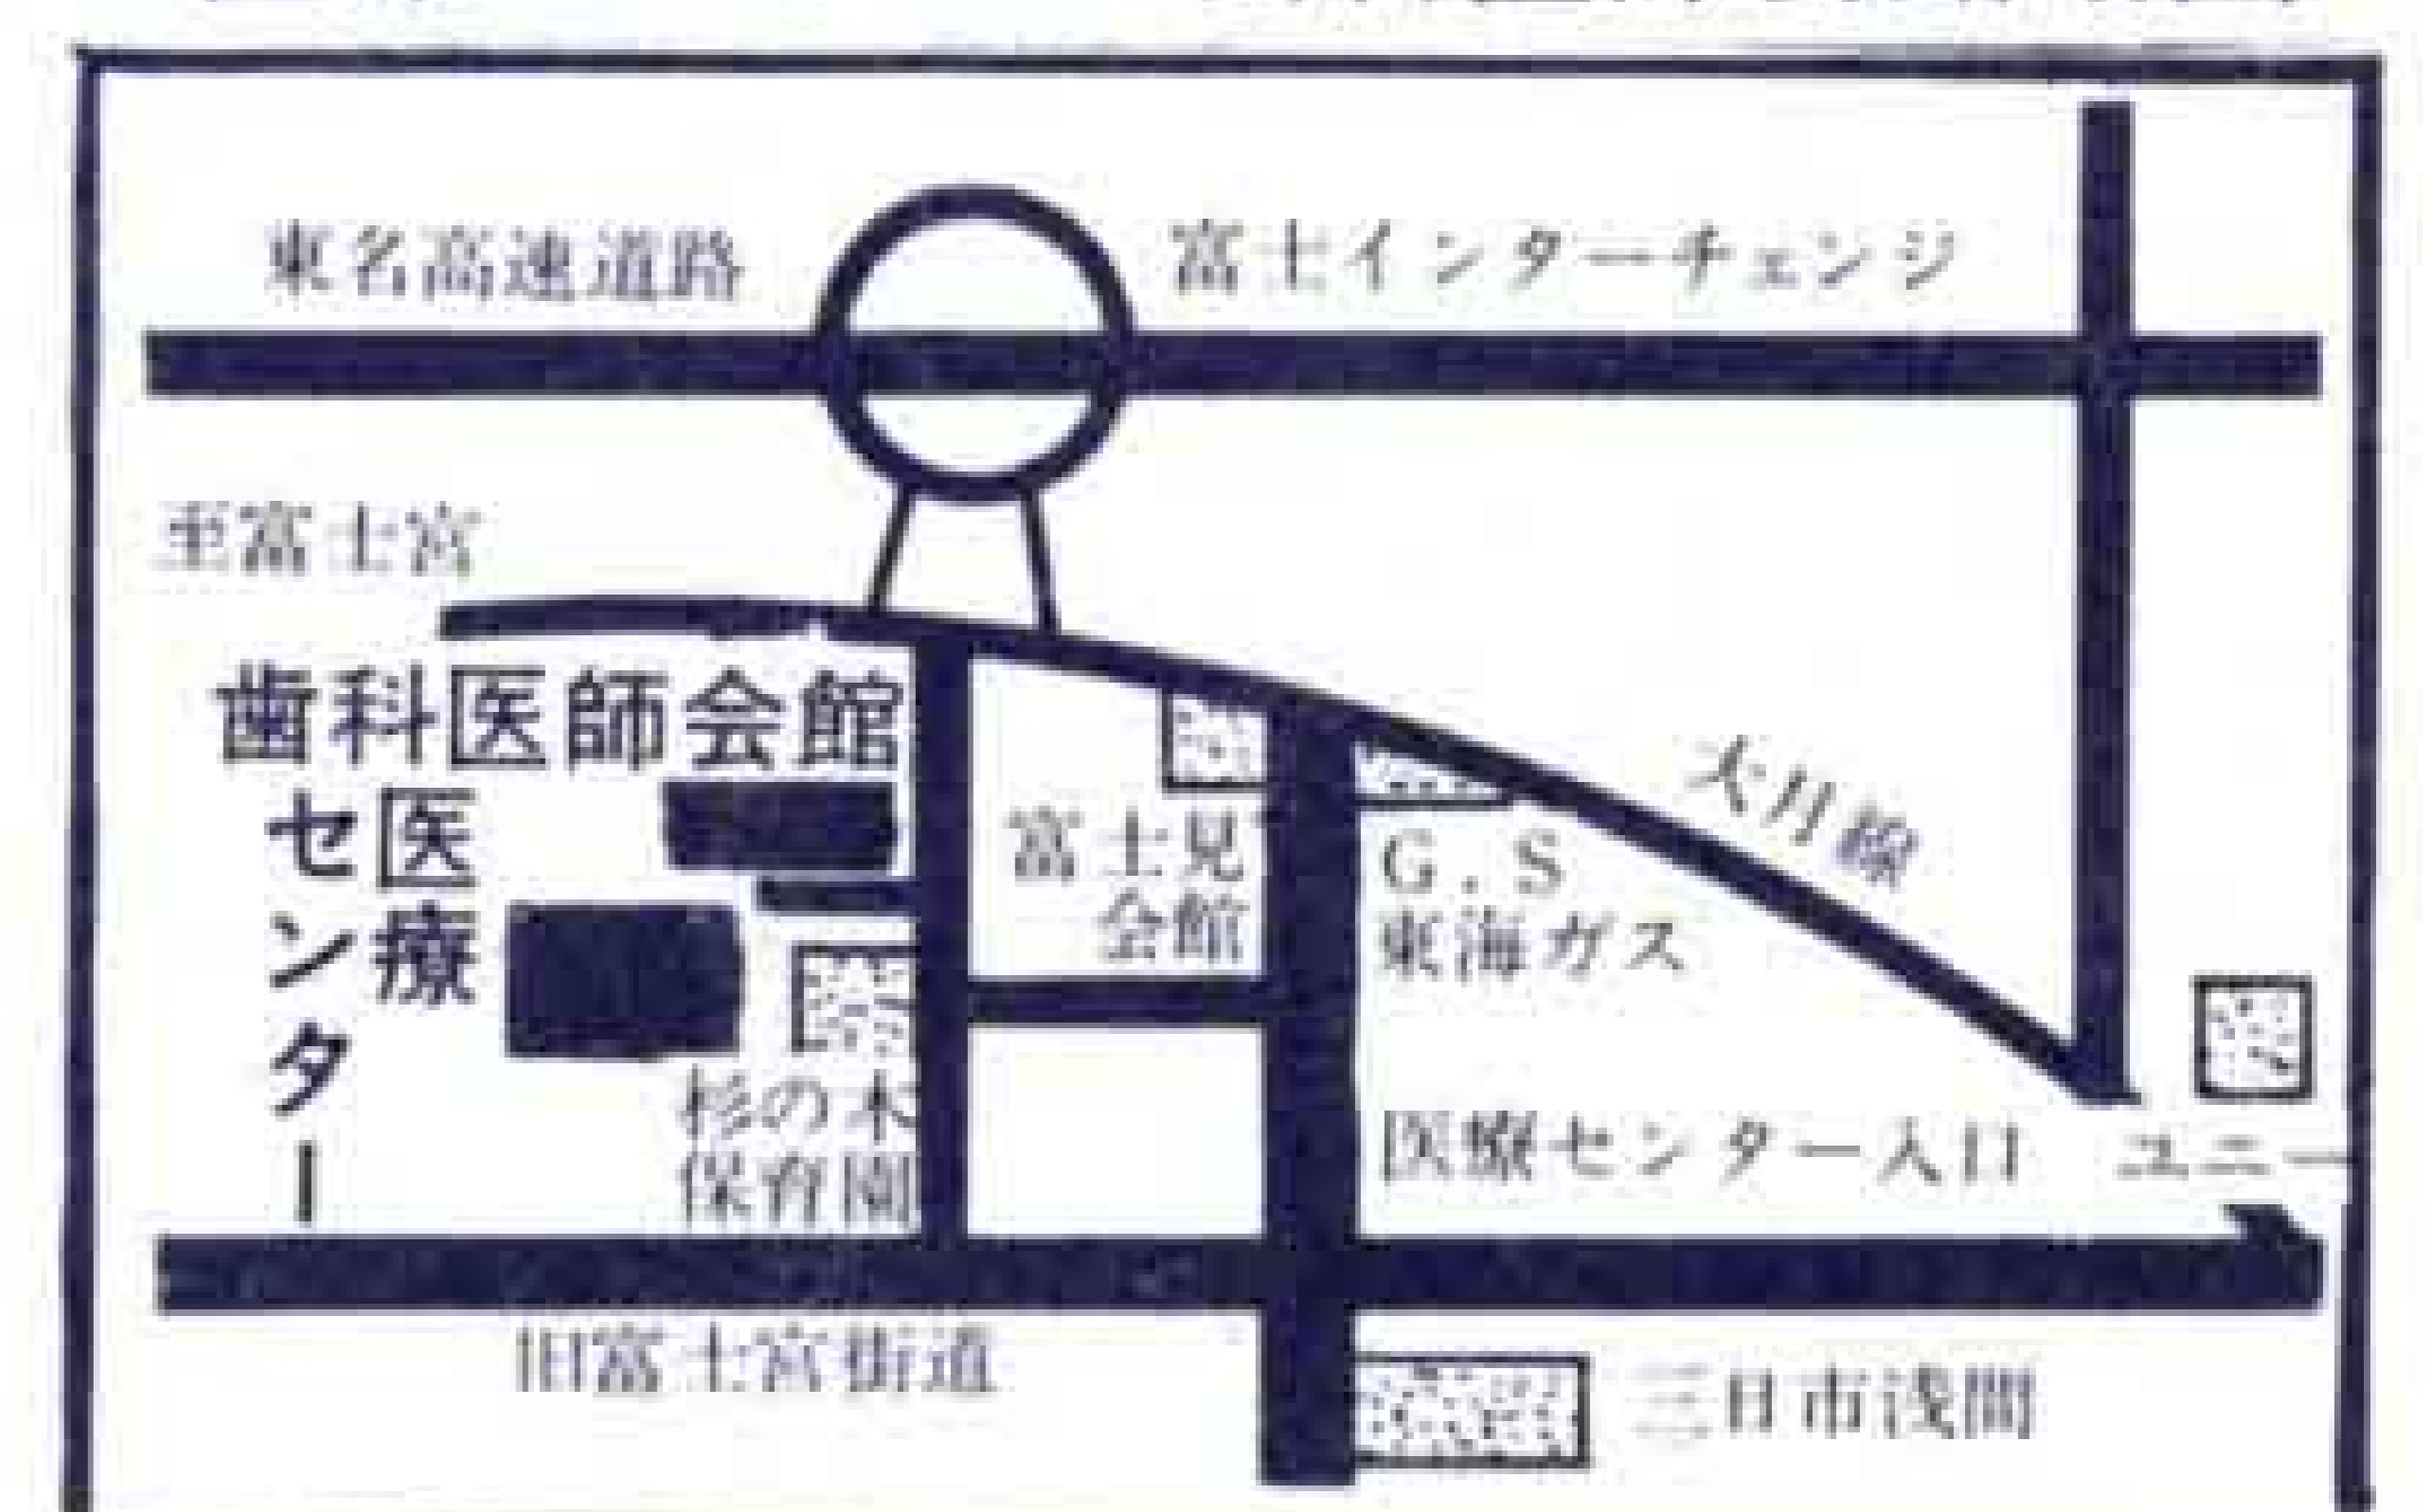 東名高速道路
富士インターチェンジ
至富士宮
歯科医師会館
医療
センター
富士見
会館
大月線
G.S
東海ガス
杉の木
保育園
医療センター入口
ユニー
旧富士宮街道
三日市浅間